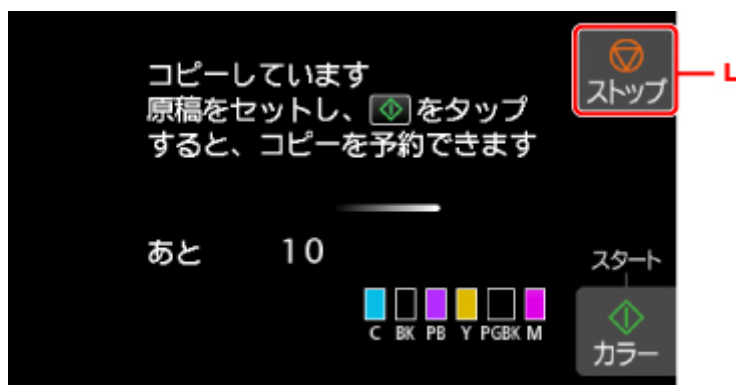 コピーしています
原稿をセットし、をタップ
すると、コピーを予約できます
ストップ
L
あと 10
C BK PB Y PGBK M
スタート
カラー